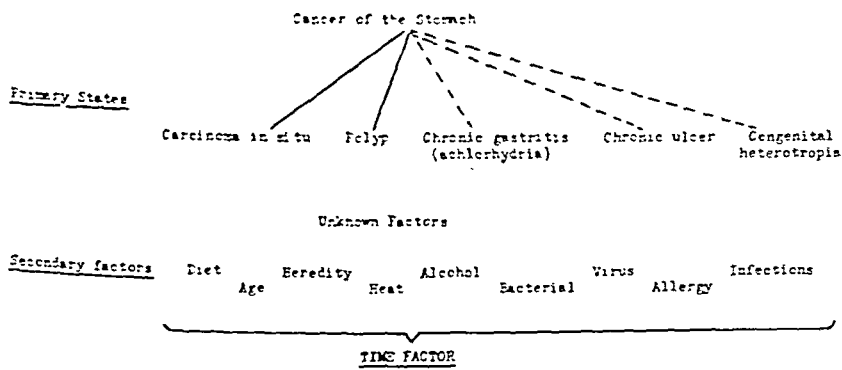 Cancer of the Stomach
Primary States
Carcinoma in situ Polyp Chronic gastritis Chronic ulcer Congenital
(achlorhydria) heterotropia
Unknown Factors
Secondary factors Diet Heredity Alcohol Virus Infections
Age Heat Bacterial Allergy
TIME FACTOR